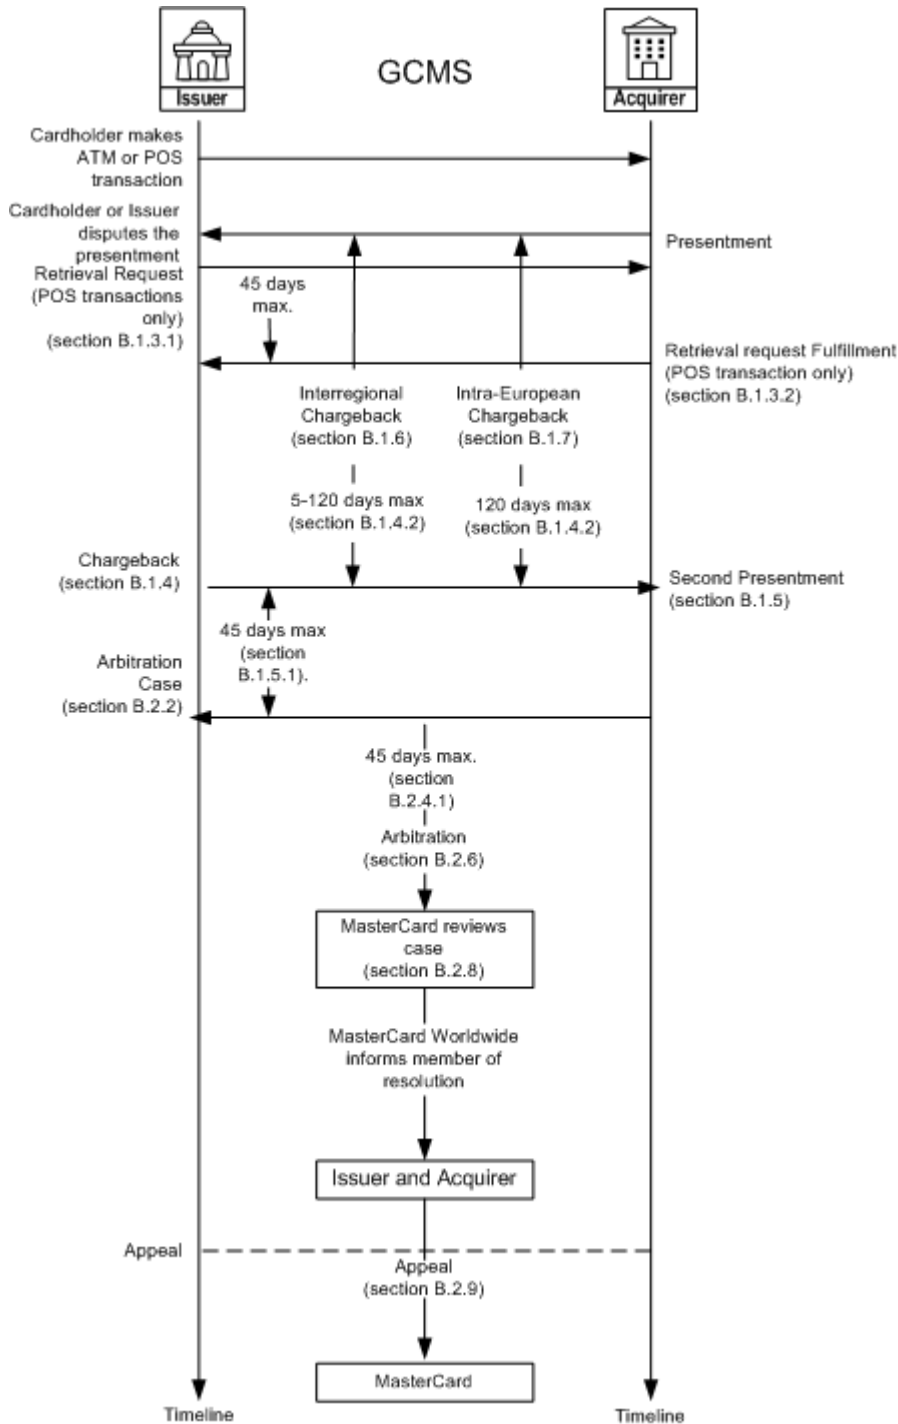 GCMS
Issuer
Acquirer
Cardholder makes
ATM or POS
transaction
Cardholder or Issuer
disputes the
presentment
Presentment
Retrieval Request
(POS transactions
only)
(section B.1.3.1)
45 days
max.
Retrieval request Fulfillment
(POS transaction only)
(section B.1.3.2)
Interregional
Chargeback
(section B.1.6)
Intra-European
Chargeback
(section B.1.7)
5-120 days max
(section B.1.4.2)
120 days max
(section B.1.4.2)
Chargeback
(section B.1.4)
Second Presentment
(section B.1.5)
45 days max
(section
B.1.5.1).
Arbitration
Case
(section B.2.2)
45 days max.
(section
B.2.4.1)
Arbitration
(section B.2.6)
MasterCard reviews
case
(section B.2.8)
MasterCard Worldwide
informs member of
resolution
Issuer and Acquirer
Appeal
Appeal
(section B.2.9)
MasterCard
Timeline
Timeline